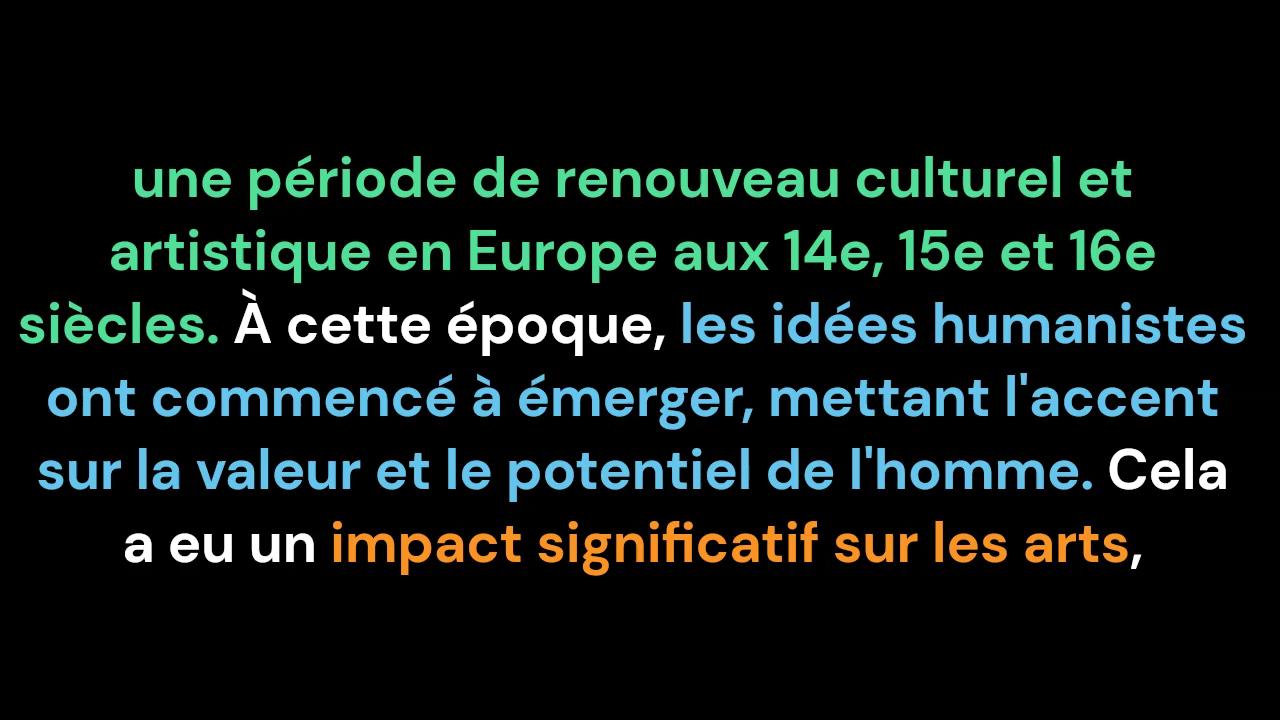 une période de renouveau culturel et
artistique en Europe aux 14e, 15e et 16e
siècles. À cette époque, les idées humanistes
ont commencé à émerger, mettant l'accent
sur la valeur et le potentiel de l'homme. Cela
a eu un impact significatif sur les arts,